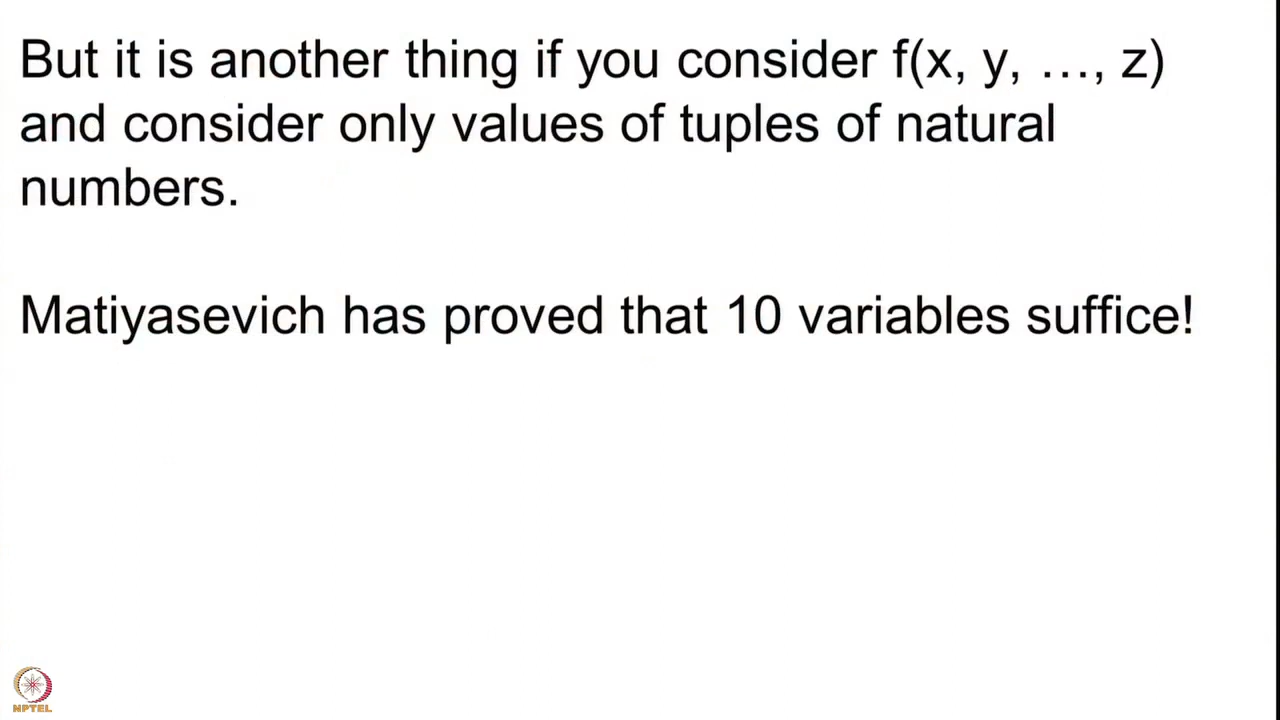 But it is another thing if you consider f(x, y, …, z)
and consider only values of tuples of natural
numbers.
Matiyasevich has proved that 10 variables suffice!
NPTEL